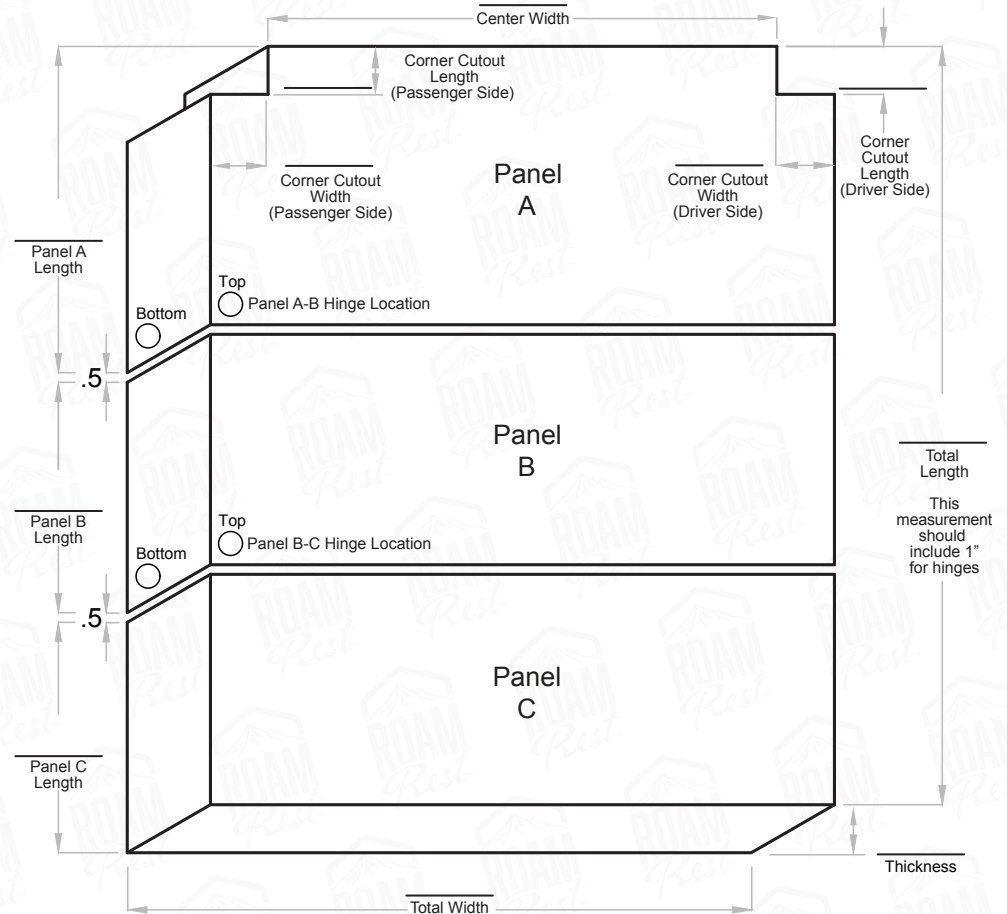 Center Width
Corner Cutout
Length
(Passenger Side)
Corner
Cutout
Length
(Driver Side)
Corner Cutout
Width
(Passenger Side)
Panel
A
Corner Cutout
Width
(Driver Side)
Panel A
Length
Top
Panel A-B Hinge Location
Bottom
.5
Panel
B
Total
Length
This
measurement
should
include 1”
for hinges
Panel B
Length
Top
Panel B-C Hinge Location
Bottom
.5
Panel
C
Panel C
Length
Thickness
Total Width
ROAM
Rest